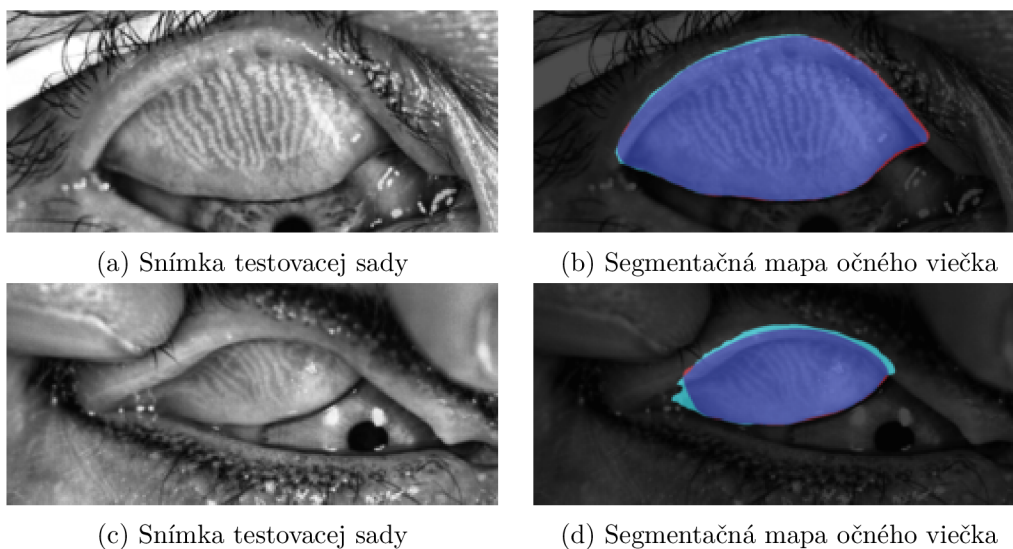 (a) Snímka testovacej sady
(b) Segmentačná mapa očného viečka
(c) Snímka testovacej sady
(d) Segmentačná mapa očného viečka